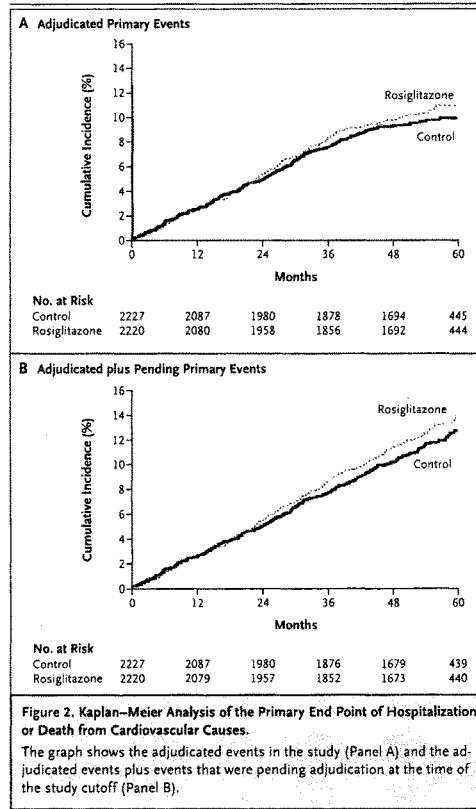 A Adjudicated Primary Events
16
14
12
10
8
6
4
2
0
Cumulative Incidence (%)
Rosiglitazone
Control
0 12 24 36 48 60
Months
No. at Risk
Control 2227 2087 1980 1878 1694 445
Rosiglitazone 2220 2080 1958 1856 1692 444
B Adjudicated plus Pending Primary Events
16
14
12
10
8
6
4
2
0
Cumulative Incidence (%)
Rosiglitazone
Control
0 12 24 36 48 60
Months
No. at Risk
Control 2227 2087 1980 1876 1679 439
Rosiglitazone 2220 2079 1957 1852 1673 440
Figure 2. Kaplan–Meier Analysis of the Primary End Point of Hospitalization
or Death from Cardiovascular Causes.
The graph shows the adjudicated events in the study (Panel A) and the ad-
judicated events plus events that were pending adjudication at the time of
the study cutoff (Panel B).